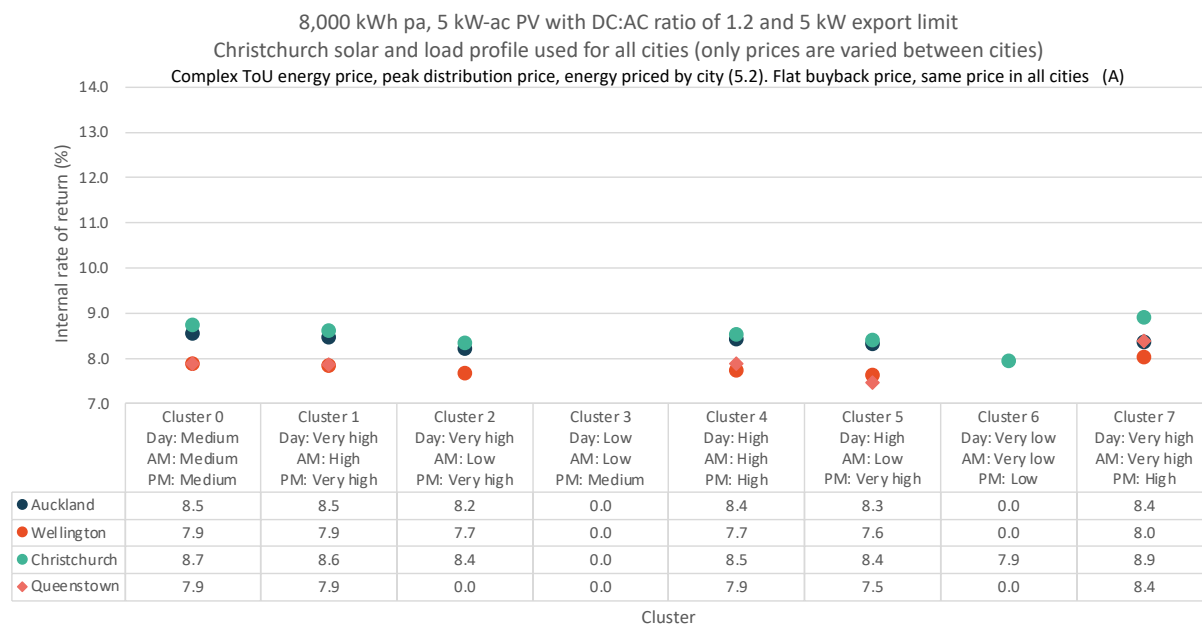 8,000 kWh pa, 5 kW-ac PV with DC:AC ratio of 1.2 and 5 kW export limit
Christchurch solar and load profile used for all cities (only prices are varied between cities)
Complex ToU energy price, peak distribution price, energy priced by city (5.2). Flat buyback price, same price in all cities (A)
Internal rate of return (%)
14.0
13.0
12.0
11.0
10.0
9.0
8.0
7.0
Cluster 0 Cluster 1 Cluster 2 Cluster 3 Cluster 4 Cluster 5 Cluster 6 Cluster 7
Day: Medium Day: Very high Day: Very high Day: Low Day: High Day: High Day: Very low Day: Very high
AM: Medium AM: High AM: Low AM: Low AM: High AM: Low AM: Very low AM: Very high
PM: Medium PM: Very high PM: Very high PM: Medium PM: High PM: Very high PM: Low PM: High
Auckland 8.5 8.5 8.2 0.0 8.4 8.3 0.0 8.4
Wellington 7.9 7.9 7.7 0.0 7.7 7.6 0.0 8.0
Christchurch 8.7 8.6 8.4 0.0 8.5 8.4 7.9 8.9
Queenstown 7.9 7.9 0.0 0.0 7.9 7.5 0.0 8.4
Cluster